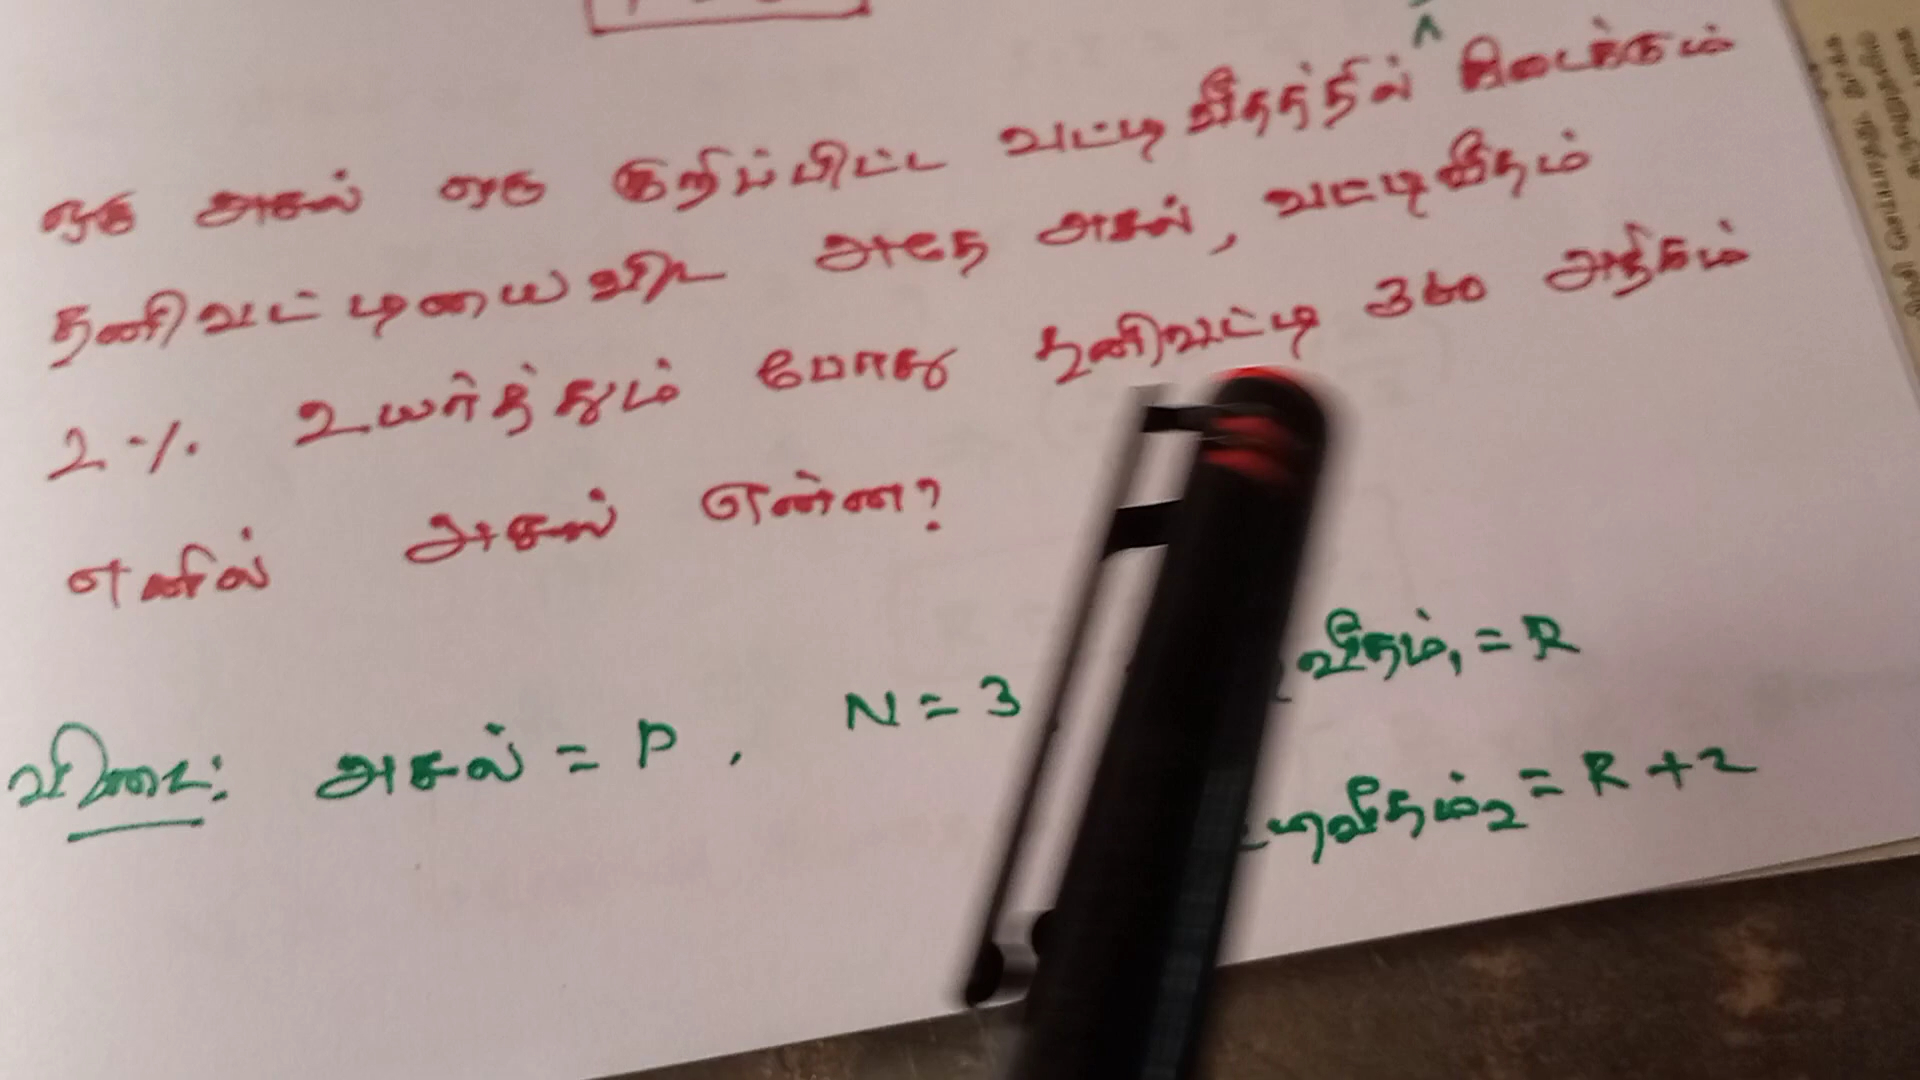 ஒரு அசல் ஒரு குறிப்பிட்ட வட்டி வீதத்தில் கிடைக்கும்
தனிவட்டியை விட அதே அசல், வட்டிவீதம்
2% உயர்த்தும் போது தனிவட்டி 360 அதிகம்
எனில் அசல் என்ன?
விடை: அசல் = P, N = 3 வீதம்1 = R
வீதம்2 = R + 2